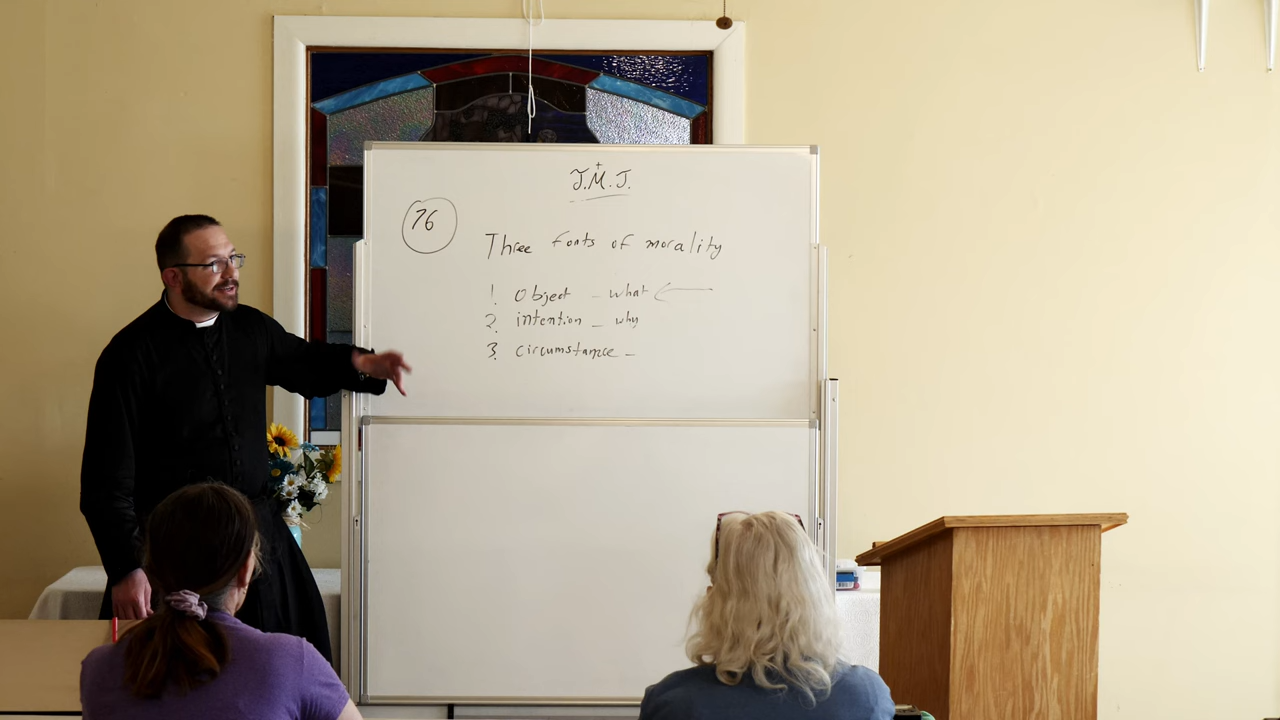 J.M.J.
76
Three fonts of morality
1. Object - what ←
2. intention - why
3. circumstance -